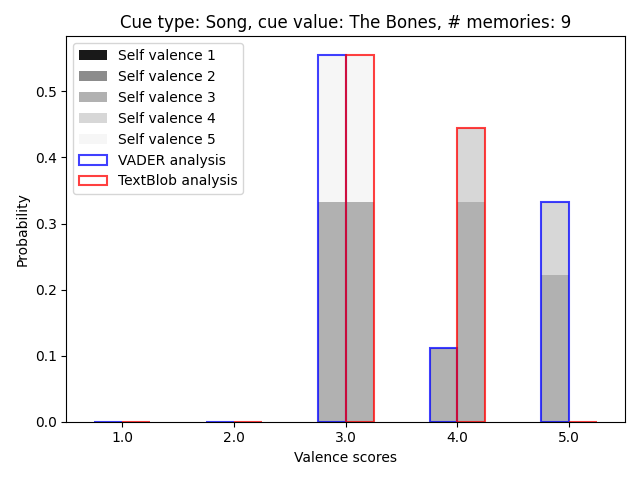 Cue type: Song, cue value: The Bones, # memories: 9
Self valence 1
Self valence 2
Self valence 3
Self valence 4
Self valence 5
VADER analysis
TextBlob analysis
Probability
0.5
0.4
0.3
0.2
0.1
0.0
1.0 2.0 3.0 4.0 5.0
Valence scores